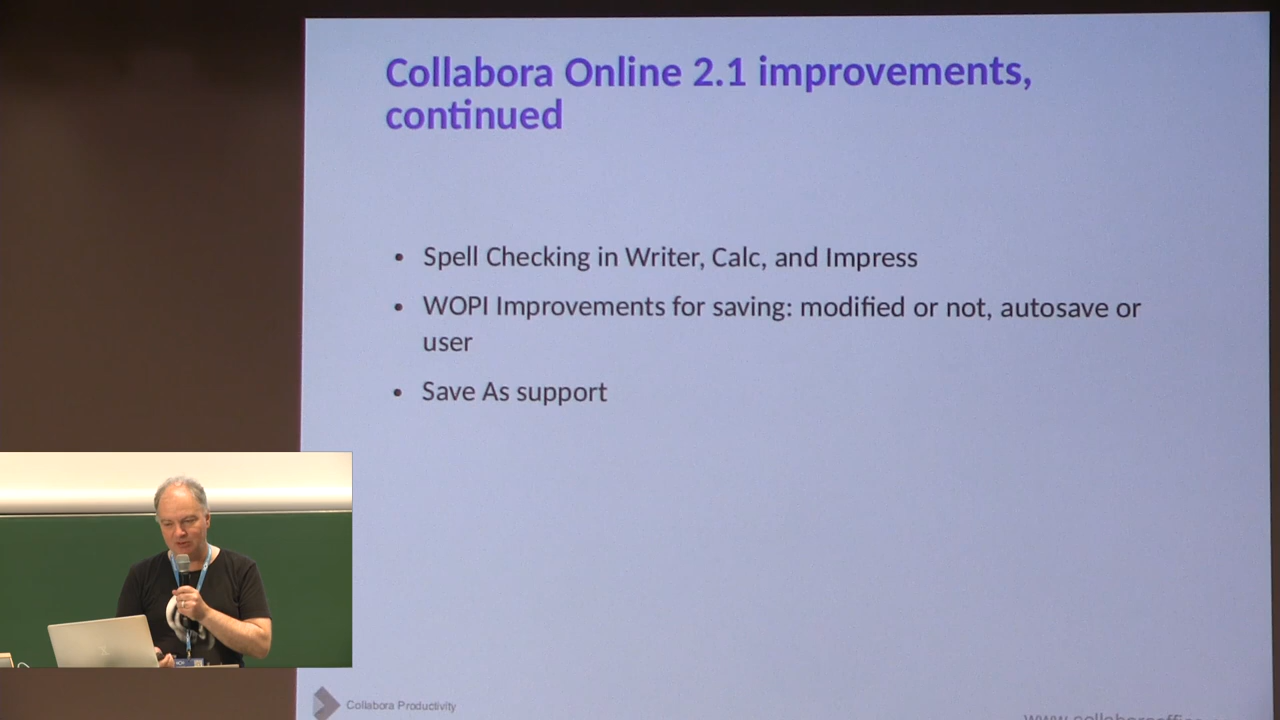 Collabora Online 2.1 improvements,
continued
• Spell Checking in Writer, Calc, and Impress
• WOPI Improvements for saving: modified or not, autosave or
user
• Save As support
Collabora Productivity